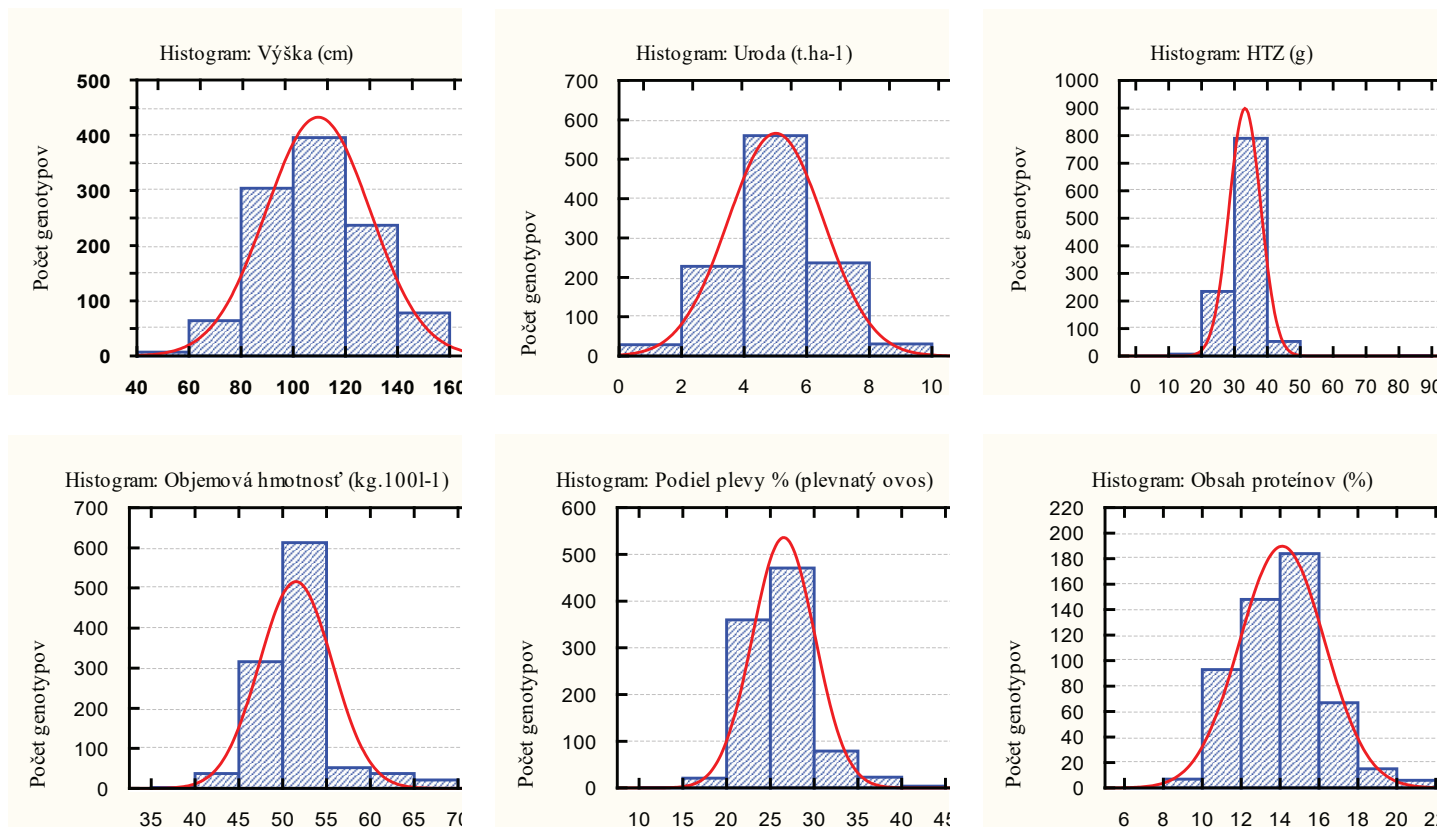 Histogram: Výška (cm)
Počet genotypov
500
400
300
200
100
0
40 60 80 100 120 140 160
Histogram: Uroda (t.ha-1)
Počet genotypov
700
600
500
400
300
200
100
0
0 2 4 6 8 10
Histogram: HTZ (g)
Počet genotypov
1000
900
800
700
600
500
400
300
200
100
0
0 10 20 30 40 50 60 70 80 90
Histogram: Objemová hmotnosť (kg.100l-1)
Počet genotypov
700
600
500
400
300
200
100
0
35 40 45 50 55 60 65 70
Histogram: Podiel plevy % (plevnatý ovos)
Počet genotypov
600
500
400
300
200
100
0
10 15 20 25 30 35 40 45
Histogram: Obsah proteínov (%)
Počet genotypov
220
200
180
160
140
120
100
80
60
40
20
0
6 8 10 12 14 16 18 20